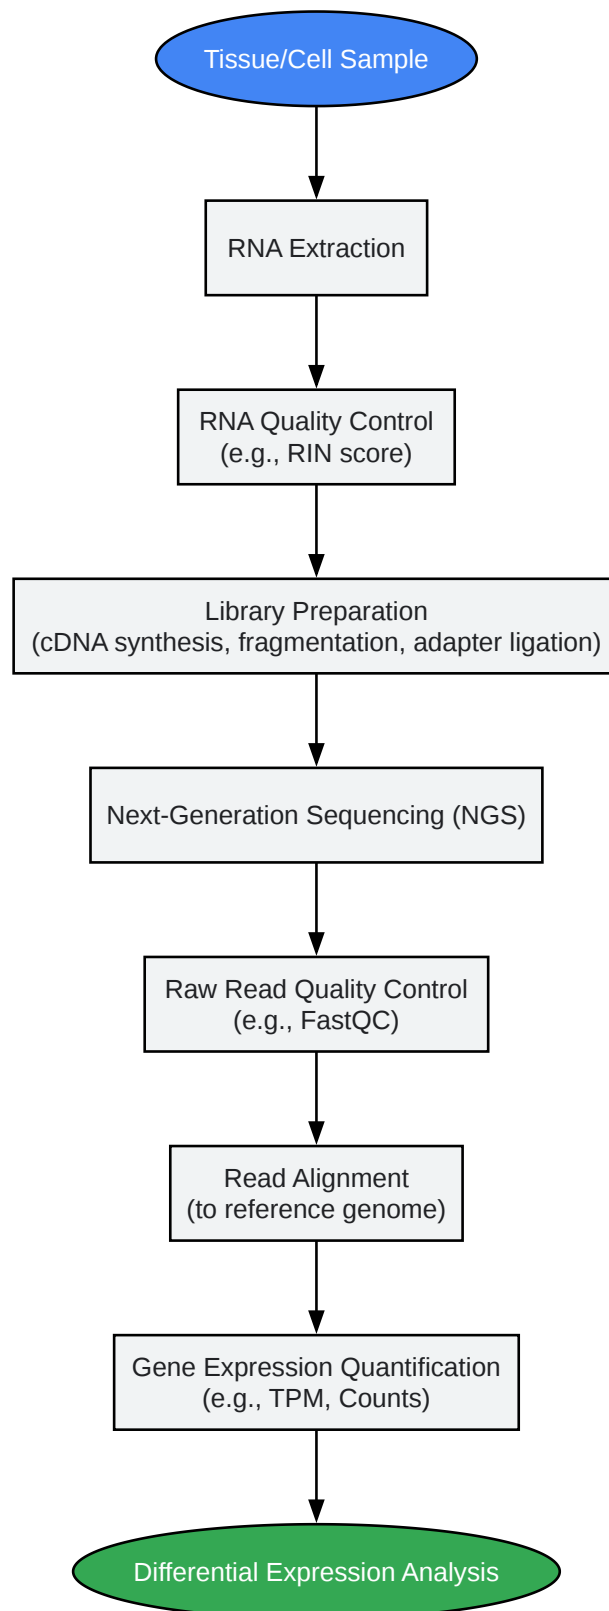 Tissue/Cell Sample
RNA Extraction
RNA Quality Control
(e.g., RIN score)
Library Preparation
(cDNA synthesis, fragmentation, adapter ligation)
Next-Generation Sequencing (NGS)
Raw Read Quality Control
(e.g., FastQC)
Read Alignment
(to reference genome)
Gene Expression Quantification
(e.g., TPM, Counts)
Differential Expression Analysis